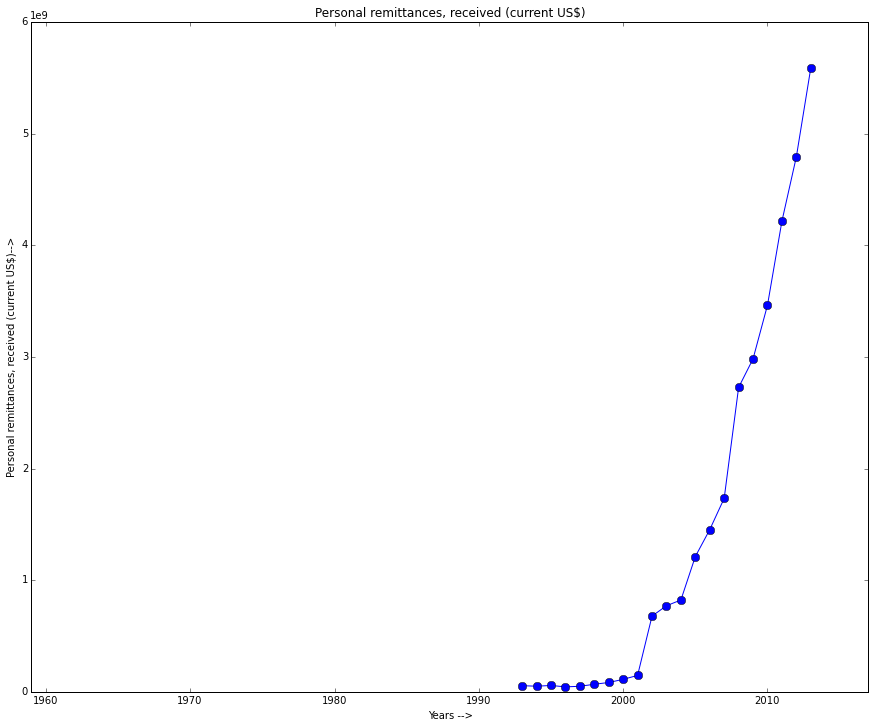 Personal remittances, received (current US$)
1e9
6
5
4
3
2
1
0
Personal remittances, received (current US$)-->
1960 1970 1980 1990 2000 2010
Years -->